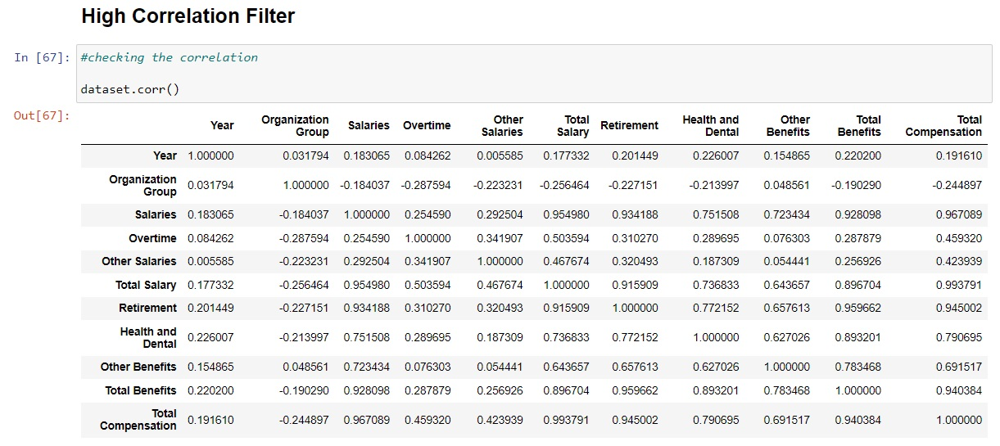 High Correlation Filter
In [67]: #checking the correlation
dataset.corr()
Out[67]:
Year Organization Group Salaries Overtime Other Salaries Total Salary Retirement Health and Dental Other Benefits Total Benefits Total Compensation
Year 1.000000 0.031794 0.183065 0.084262 0.005585 0.177332 0.201449 0.226007 0.154865 0.220200 0.191610
Organization Group 0.031794 1.000000 -0.184037 -0.287594 -0.223231 -0.256464 -0.227151 -0.213997 0.048561 -0.190290 -0.244897
Salaries 0.183065 -0.184037 1.000000 0.254590 0.292504 0.954980 0.934188 0.751508 0.723434 0.928098 0.967089
Overtime 0.084262 -0.287594 0.254590 1.000000 0.341907 0.503594 0.310270 0.289695 0.076303 0.287879 0.459320
Other Salaries 0.005585 -0.223231 0.292504 0.341907 1.000000 0.467674 0.320493 0.187309 0.054441 0.256926 0.423939
Total Salary 0.177332 -0.256464 0.954980 0.503594 0.467674 1.000000 0.915909 0.736833 0.643657 0.896704 0.993791
Retirement 0.201449 -0.227151 0.934188 0.310270 0.320493 0.915909 1.000000 0.772152 0.657613 0.959662 0.945002
Health and Dental 0.226007 -0.213997 0.751508 0.289695 0.187309 0.736833 0.772152 1.000000 0.627026 0.893201 0.790695
Other Benefits 0.154865 0.048561 0.723434 0.076303 0.054441 0.643657 0.657613 0.627026 1.000000 0.783468 0.691517
Total Benefits 0.220200 -0.190290 0.928098 0.287879 0.256926 0.896704 0.959662 0.893201 0.783468 1.000000 0.940384
Total Compensation 0.191610 -0.244897 0.967089 0.459320 0.423939 0.993791 0.945002 0.790695 0.691517 0.940384 1.000000